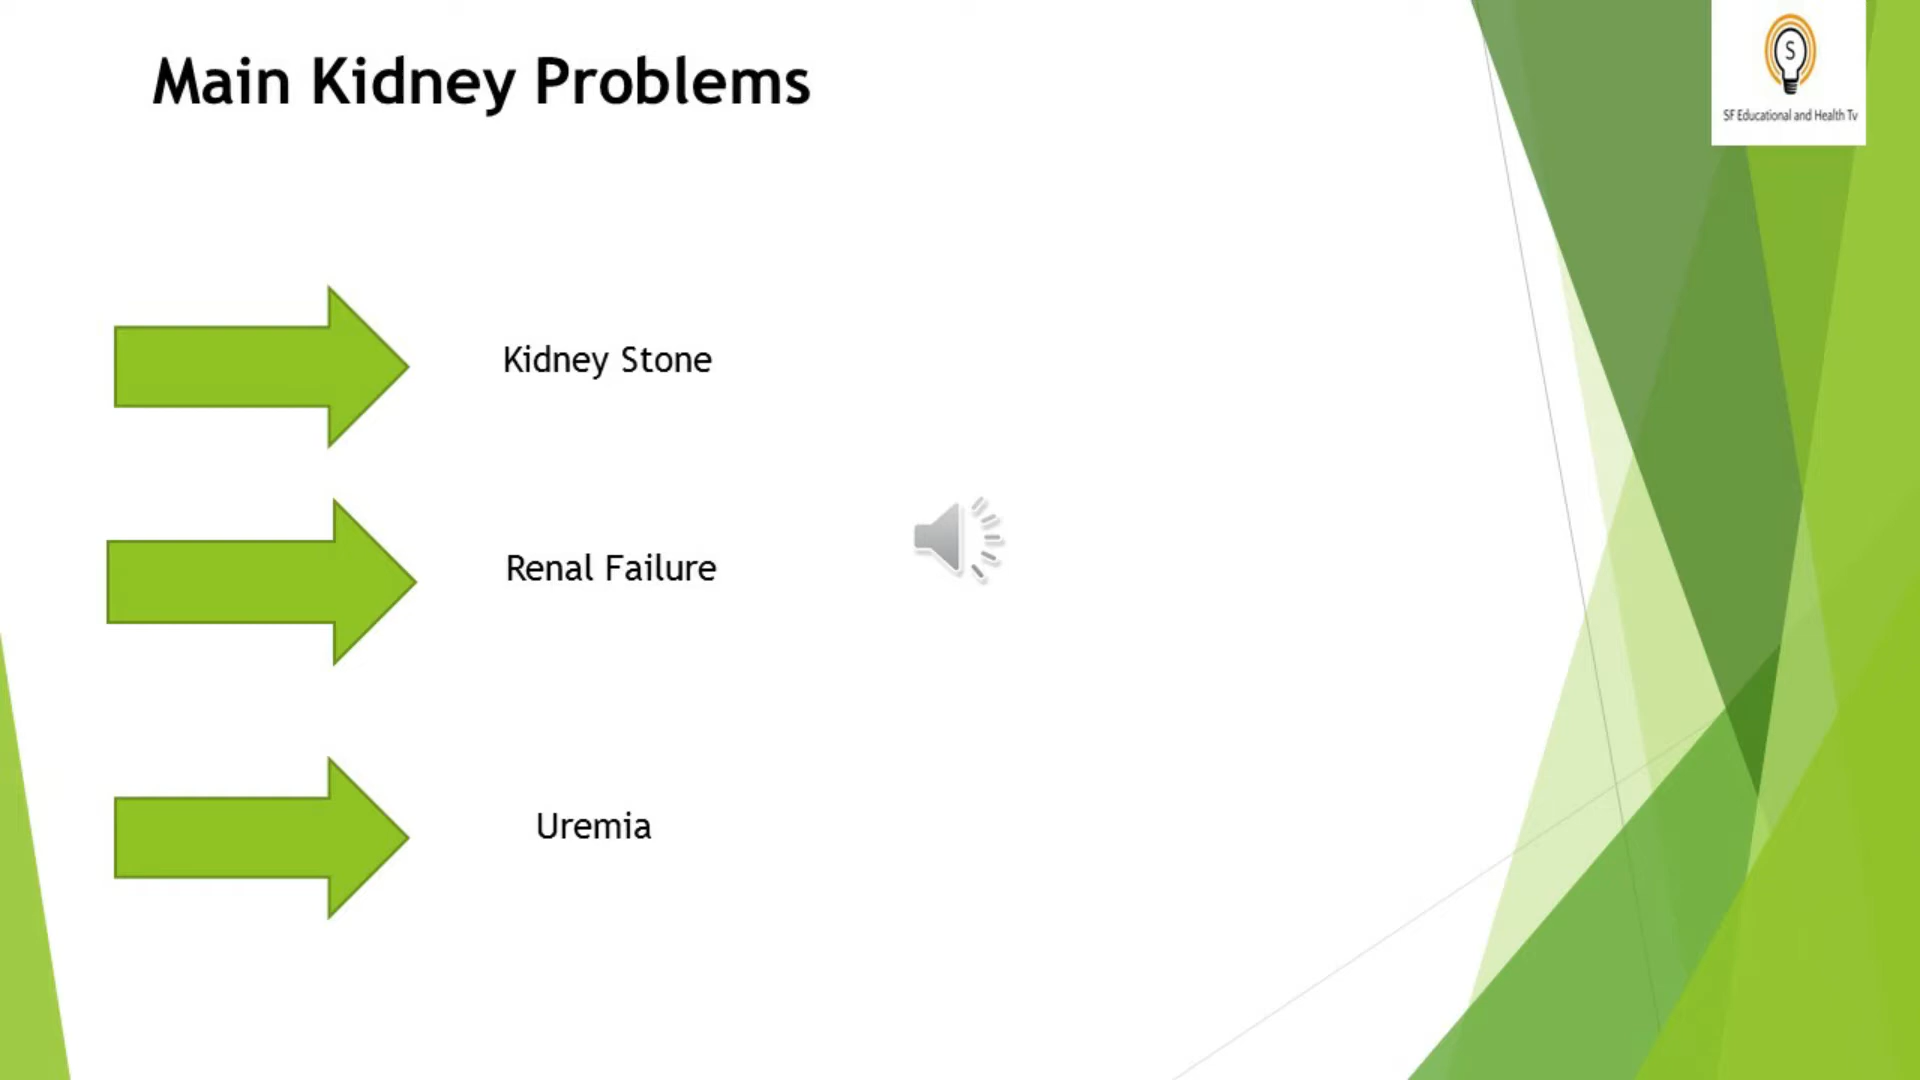 Main Kidney Problems
S
SF Educational and Health Tv
Kidney Stone
Renal Failure
Uremia